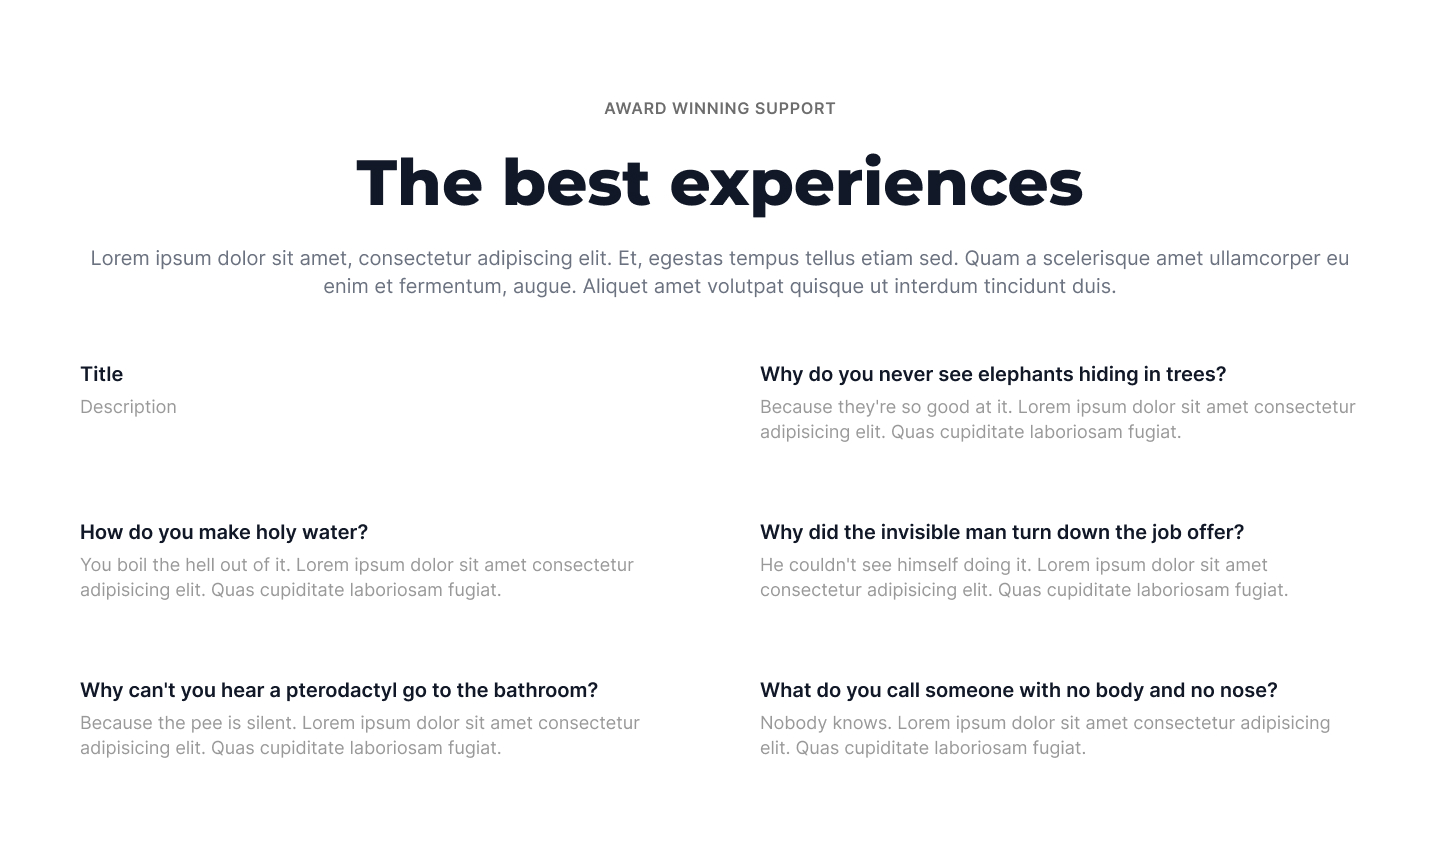 AWARD WINNING SUPPORT
The best experiences
Lorem ipsum dolor sit amet, consectetur adipiscing elit. Et, egestas tempus tellus etiam sed. Quam a scelerisque amet ullamcorper eu
enim et fermentum, augue. Aliquet amet volutpat quisque ut interdum tincidunt duis.
Title
Description
Why do you never see elephants hiding in trees?
Because they're so good at it. Lorem ipsum dolor sit amet consectetur
adipisicing elit. Quas cupiditate laboriosam fugiat.
How do you make holy water?
You boil the hell out of it. Lorem ipsum dolor sit amet consectetur
adipisicing elit. Quas cupiditate laboriosam fugiat.
Why did the invisible man turn down the job offer?
He couldn't see himself doing it. Lorem ipsum dolor sit amet
consectetur adipisicing elit. Quas cupiditate laboriosam fugiat.
Why can't you hear a pterodactyl go to the bathroom?
Because the pee is silent. Lorem ipsum dolor sit amet consectetur
adipisicing elit. Quas cupiditate laboriosam fugiat.
What do you call someone with no body and no nose?
Nobody knows. Lorem ipsum dolor sit amet consectetur adipisicing
elit. Quas cupiditate laboriosam fugiat.